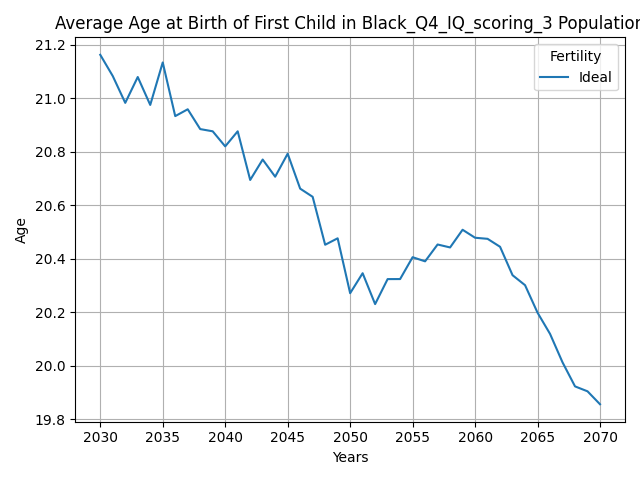 Average Age at Birth of First Child in Black_Q4_IQ_scoring_3 Population
Fertility
Ideal
21.2
21.0
20.8
20.6
20.4
20.2
20.0
19.8
Age
2030 2035 2040 2045 2050 2055 2060 2065 2070
Years